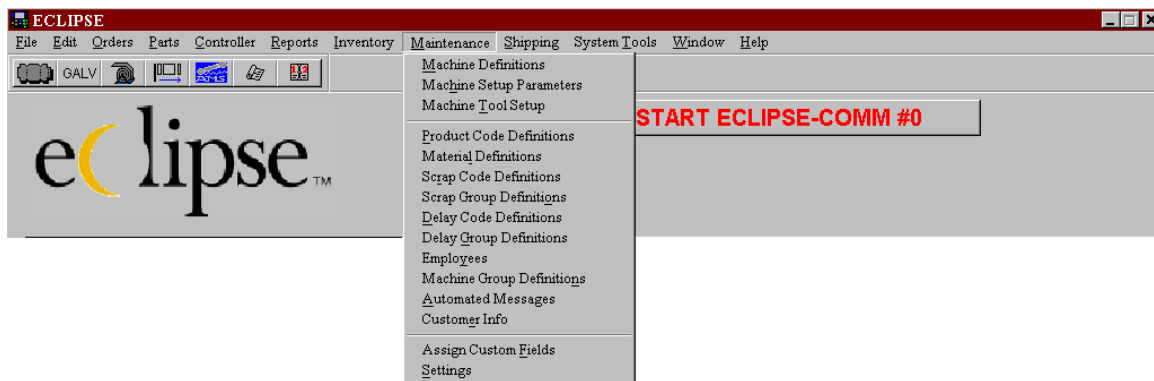 ECLIPSE
File Edit Orders Parts Controller Reports Inventory Maintenance Shipping System Tools Window Help
GALV AMS
Machine Definitions
Machine Setup Parameters
Machine Tool Setup
START ECLIPSE-COMM #0
eclipse TM
Product Code Definitions
Material Definitions
Scrap Code Definitions
Scrap Group Definitions
Delay Code Definitions
Delay Group Definitions
Employees
Machine Group Definitions
Automated Messages
Customer Info
Assign Custom Fields
Settings